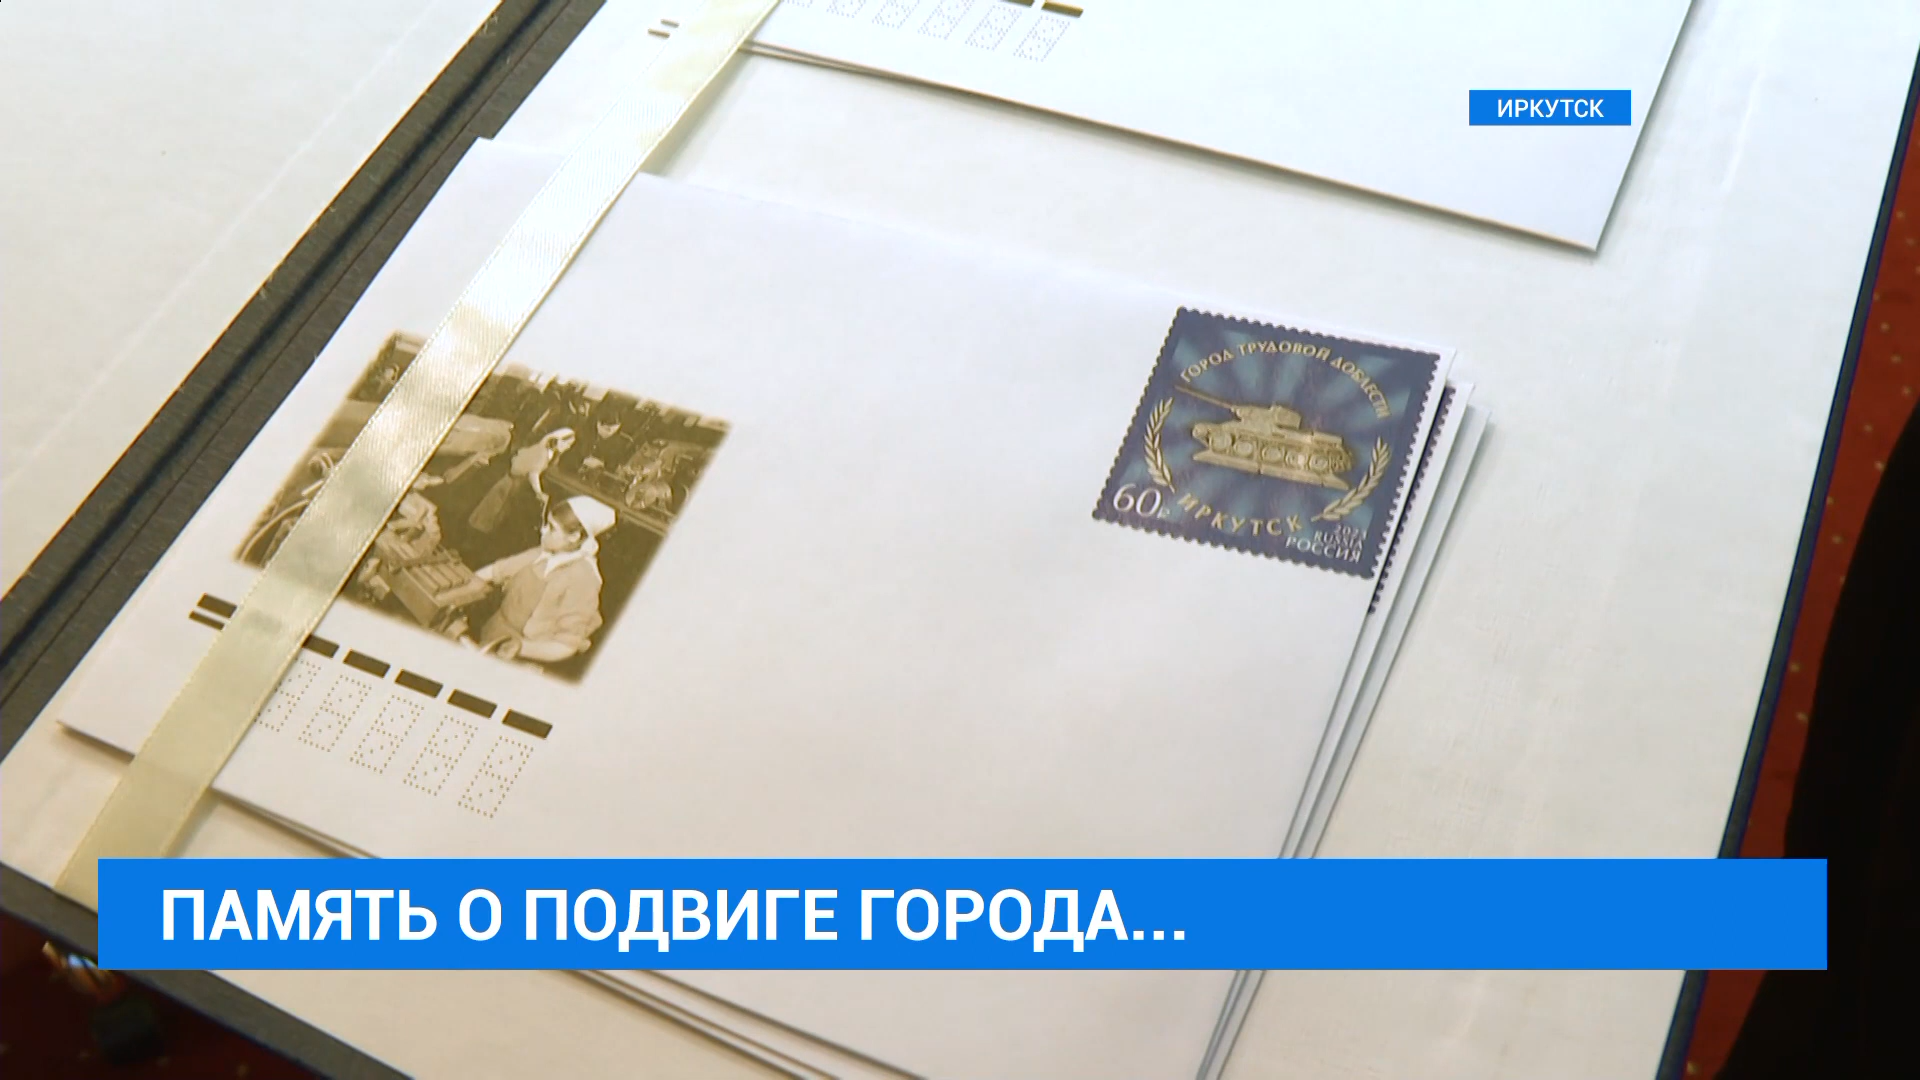 ИРКУТСК
ГОРОД ТРУДОВОЙ ДОБЛЕСТИ
60₽
ИРКУТСК
2023
RUSSIA
РОССИЯ
ПАМЯТЬ О ПОДВИГЕ ГОРОДА...